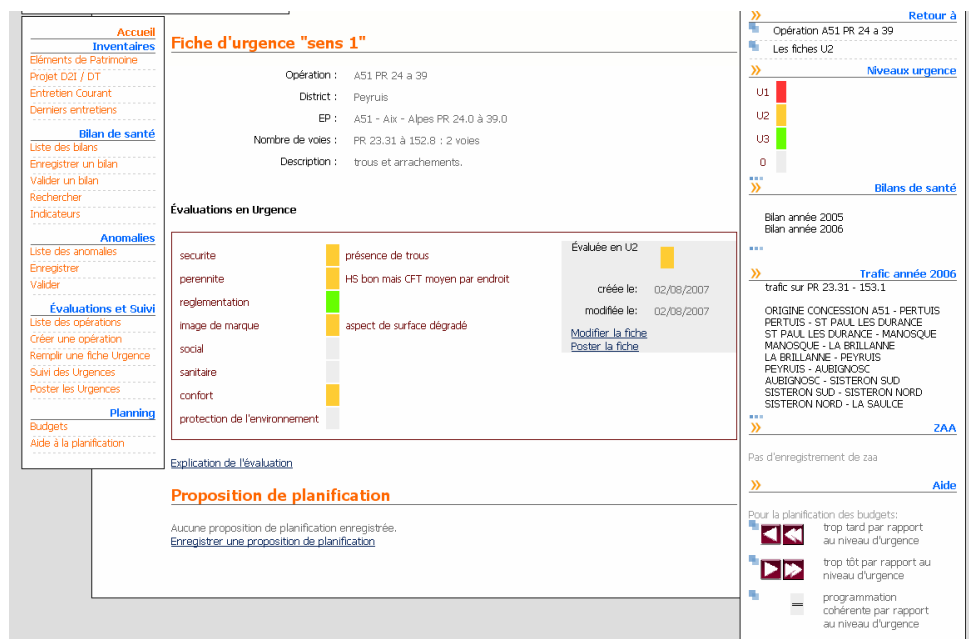 Accueil
Inventaires
Eléments de Patrimoine
Projet D2I / DT
Entretien Courant
Derniers entretiens
Bilan de santé
Liste des bilans
Enregistrer un bilan
Valider un bilan
Rechercher
Indicateurs
Anomalies
Liste des anomalies
Enregistrer
Valider
Évaluations et Suivi
Liste des opérations
Créer une opération
Remplir une fiche Urgence
Suivi des Urgences
Poster les Urgences
Planning
Budgets
Aide à la planification
Fiche d'urgence "sens 1"
Opération : A51 PR 24 a 39
District : Peyruis
EP : A51 - Aix - Alpes PR 24.0 à 39.0
Nombre de voies : PR 23.31 à 152.8 : 2 voies
Description : trous et arrachements.
Évaluations en Urgence
securite présence de trous
perennite HS bon mais CFT moyen par endroit
reglementation
image de marque aspect de surface dégradé
social
sanitaire
confort
protection de l'environnement
Évaluée en U2
créée le: 02/08/2007
modifiée le: 02/08/2007
Modifier la fiche
Poster la fiche
Explication de l'évaluation
Proposition de planification
Aucune proposition de planification enregistrée.
Enregistrer une proposition de planification
Retour à
Opération A51 PR 24 a 39
Les fiches U2
Niveaux urgence
U1
U2
U3
0
Bilans de santé
Bilan année 2005
Bilan année 2006
Trafic année 2006
trafic sur PR 23.31 - 153.1
ORIGINE CONCESSION A51 - PERTUIS
PERTUIS - ST PAUL LES DURANCE
ST PAUL LES DURANCE - MANOSQUE
MANOSQUE - LA BRILLANNE
LA BRILLANNE - PEYRUIS
PEYRUIS - AUBIGNOSC
AUBIGNOSC - SISTERON SUD
SISTERON SUD - SISTERON NORD
SISTERON NORD - LA SAULCE
ZAA
Pas d'enregistrement de zaa
Aide
Pour la planification des budgets:
trop tard par rapport
au niveau d'urgence
trop tôt par rapport au
niveau d'urgence
programmation
cohérente par rapport
au niveau d'urgence